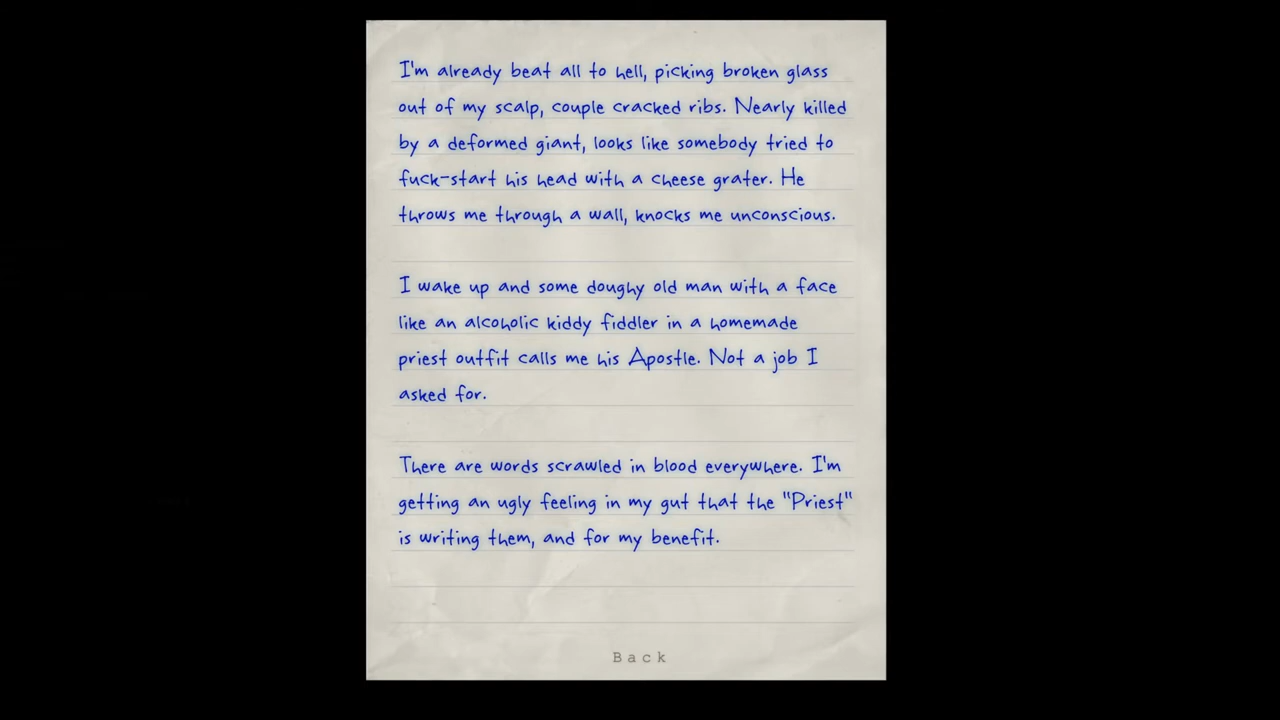 I'm already beat all to hell, picking broken glass
out of my scalp, couple cracked ribs. Nearly killed
by a deformed giant, looks like somebody tried to
fuck-start his head with a cheese grater. He
throws me through a wall, knocks me unconscious.
I wake up and some doughy old man with a face
like an alcoholic kiddy fiddler in a homemade
priest outfit calls me his Apostle. Not a job I
asked for.
There are words scrawled in blood everywhere. I'm
getting an ugly feeling in my gut that the "Priest"
is writing them, and for my benefit.
Back